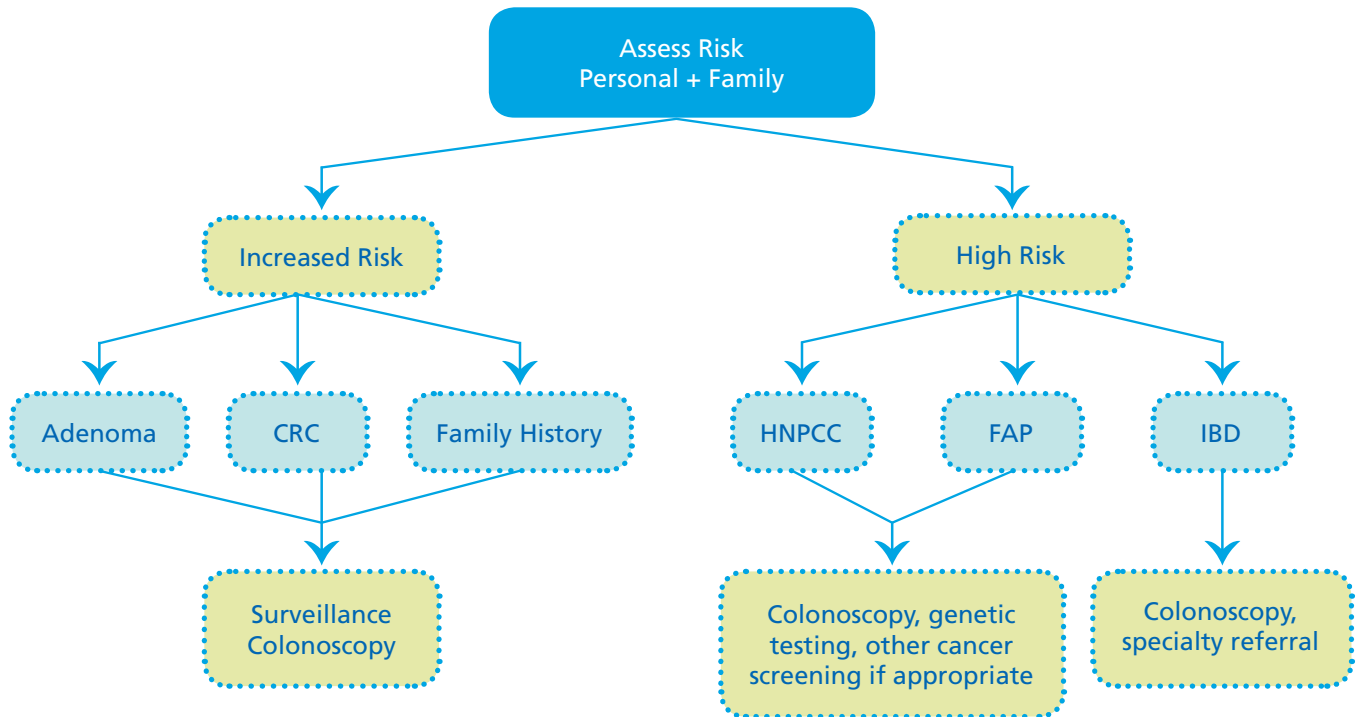 Assess Risk
Personal + Family
Increased Risk
High Risk
Adenoma
CRC
Family History
HNPCC
FAP
IBD
Surveillance
Colonoscopy
Colonoscopy, genetic
testing, other cancer
screening if appropriate
Colonoscopy,
specialty referral